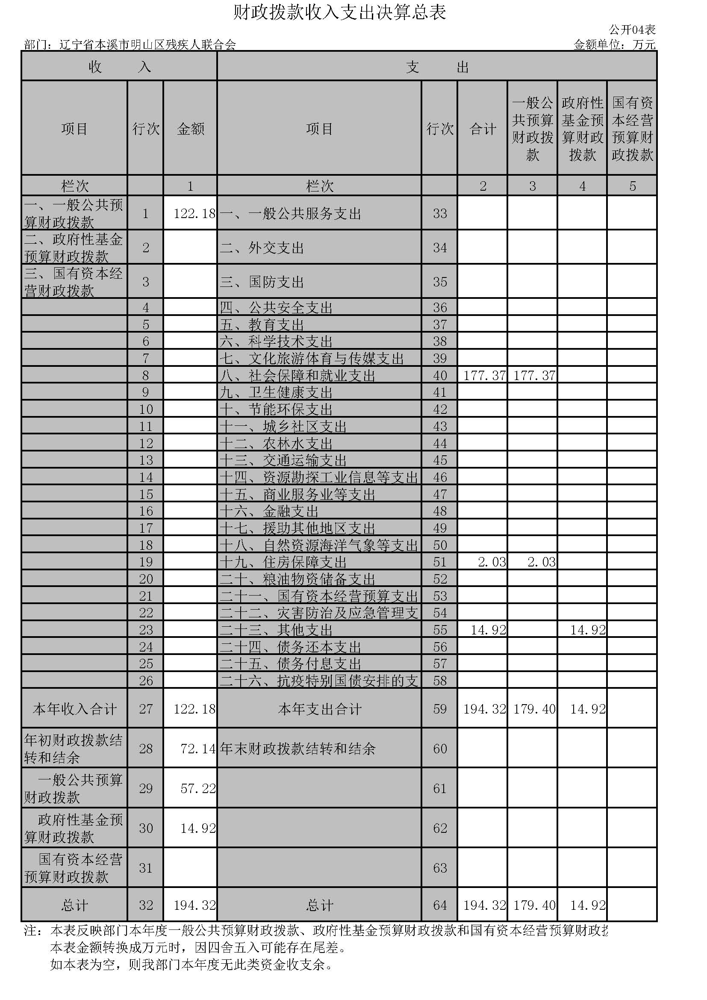 财政拨款收入支出决算总表
公开04表
部门：辽宁省本溪市明山区残疾人联合会 金额单位：万元
收 入 支 出
项目 行次 金额 项目 行次 合计 一般公共预算财政拨款 政府性基金预算财政拨款 国有资本经营预算财政拨款
栏次 1 栏次 2 3 4 5
一、一般公共预算财政拨款 1 122.18 一、一般公共服务支出 33
二、政府性基金预算财政拨款 2 二、外交支出 34
三、国有资本经营财政拨款 3 三、国防支出 35
4 四、公共安全支出 36
5 五、教育支出 37
6 六、科学技术支出 38
7 七、文化旅游体育与传媒支出 39
8 八、社会保障和就业支出 40 177.37 177.37
9 九、卫生健康支出 41
10 十、节能环保支出 42
11 十一、城乡社区支出 43
12 十二、农林水支出 44
13 十三、交通运输支出 45
14 十四、资源勘探工业信息等支出 46
15 十五、商业服务业等支出 47
16 十六、金融支出 48
17 十七、援助其他地区支出 49
18 十八、自然资源海洋气象等支出 50
19 十九、住房保障支出 51 2.03 2.03
20 二十、粮油物资储备支出 52
21 二十一、国有资本经营预算支出 53
22 二十二、灾害防治及应急管理支 54
23 二十三、其他支出 55 14.92 14.92
24 二十四、债务还本支出 56
25 二十五、债务付息支出 57
26 二十六、抗疫特别国债安排的支 58
本年收入合计 27 122.18 本年支出合计 59 194.32 179.40 14.92
年初财政拨款结转和结余 28 72.14 年末财政拨款结转和结余 60
一般公共预算财政拨款 29 57.22 61
政府性基金预算财政拨款 30 14.92 62
国有资本经营预算财政拨款 31 63
总计 32 194.32 总计 64 194.32 179.40 14.92
注：本表反映部门本年度一般公共预算财政拨款、政府性基金预算财政拨款和国有资本经营预算财政
本表金额转换成万元时，因四舍五入可能存在尾差。
如本表为空，则我部门本年度无此类资金收支余。